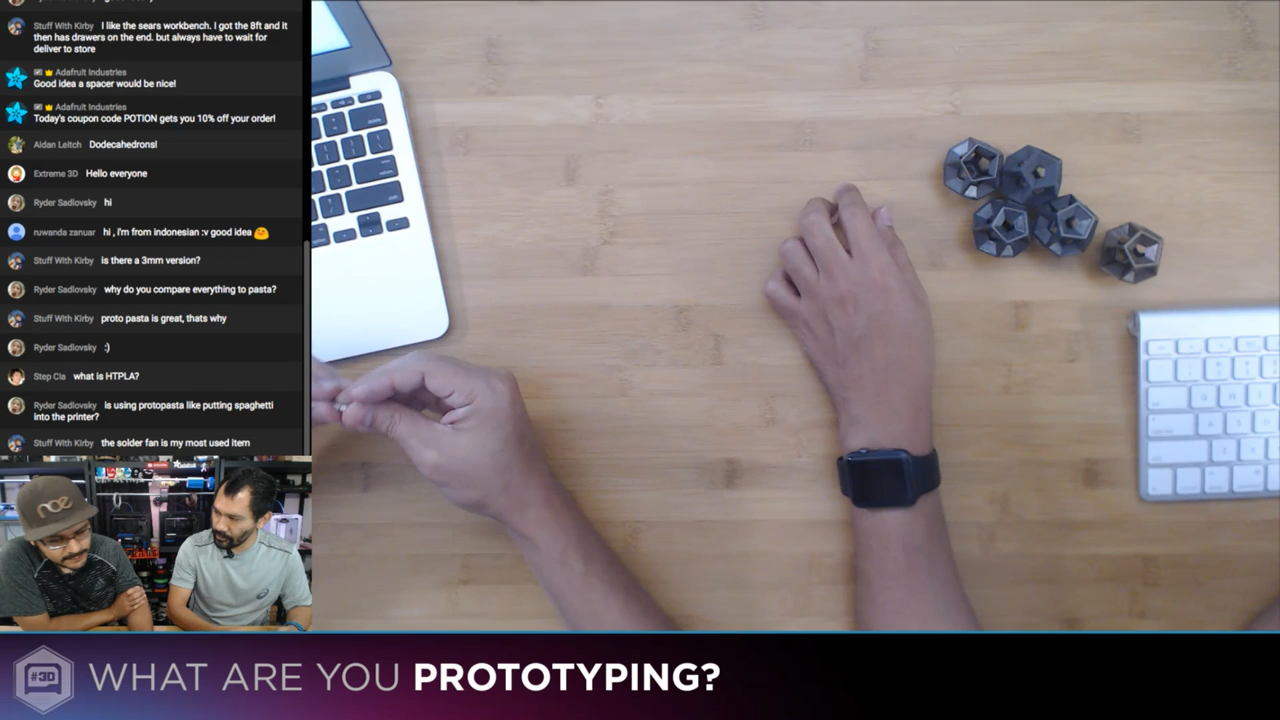 Stuff With Kirby I like the sears workbench. I got the 8ft and it
then has drawers on the end. but always have to wait for
deliver to store
Adafruit Industries
Good idea a spacer would be nice!
Adafruit Industries
Today's coupon code POTION gets you 10% off your order!
Aidan Leitch Dodecahedrons!
Extreme 3D Hello everyone
Ryder Sadlovsky hi
ruwanda zanuar hi , I'm from indonesian :v good idea
Stuff With Kirby is there a 3mm version?
Ryder Sadlovsky why do you compare everything to pasta?
Stuff With Kirby proto pasta is great, thats why
Ryder Sadlovsky :)
Step Cia what is HTPLA?
Ryder Sadlovsky is using protopasta like putting spaghetti
into the printer?
Stuff With Kirby the solder fan is my most used item
noe
#3D
WHAT ARE YOU PROTOTYPING?